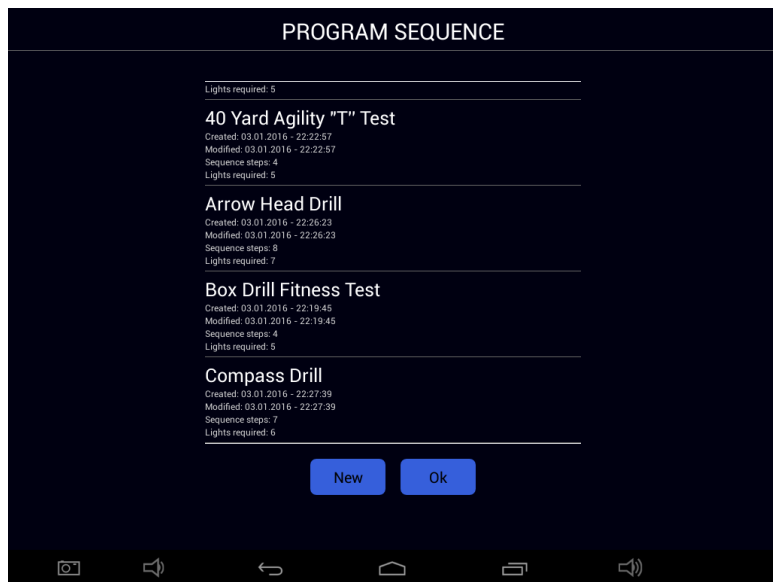 PROGRAM SEQUENCE
Lights required: 5
40 Yard Agility "T" Test
Created: 03.01.2016 - 22:22:57
Modified: 03.01.2016 - 22:22:57
Sequence steps: 4
Lights required: 5
Arrow Head Drill
Created: 03.01.2016 - 22:26:23
Modified: 03.01.2016 - 22:26:23
Sequence steps: 8
Lights required: 7
Box Drill Fitness Test
Created: 03.01.2016 - 22:19:45
Modified: 03.01.2016 - 22:19:45
Sequence steps: 4
Lights required: 5
Compass Drill
Created: 03.01.2016 - 22:27:39
Modified: 03.01.2016 - 22:27:39
Sequence steps: 7
Lights required: 6
New Ok